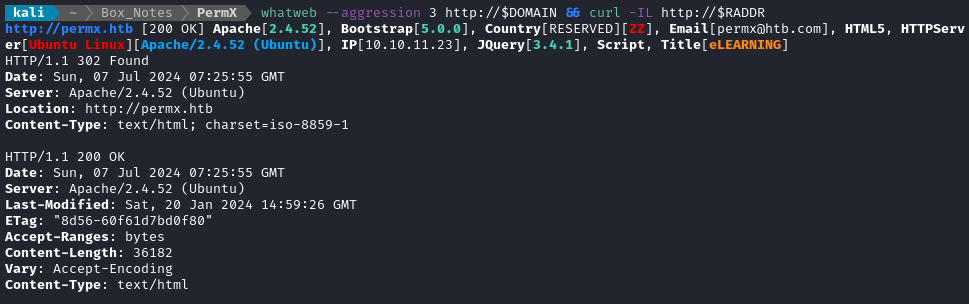 kali ~ Box_Notes PermX whatweb --aggression 3 http://$DOMAIN && curl -IL http://$RADDR
http://permx.htb [200 OK] Apache[2.4.52], Bootstrap[5.0.0], Country[RESERVED][ZZ], Email[permx@htb.com], HTML5, HTTPServ
er[Ubuntu Linux][Apache/2.4.52 (Ubuntu)], IP[10.10.11.23], JQuery[3.4.1], Script, Title[eLEARNING]
HTTP/1.1 302 Found
Date: Sun, 07 Jul 2024 07:25:55 GMT
Server: Apache/2.4.52 (Ubuntu)
Location: http://permx.htb
Content-Type: text/html; charset=iso-8859-1

HTTP/1.1 200 OK
Date: Sun, 07 Jul 2024 07:25:55 GMT
Server: Apache/2.4.52 (Ubuntu)
Last-Modified: Sat, 20 Jan 2024 14:59:26 GMT
ETag: "8d56-60f61d7bd0f80"
Accept-Ranges: bytes
Content-Length: 36182
Vary: Accept-Encoding
Content-Type: text/html